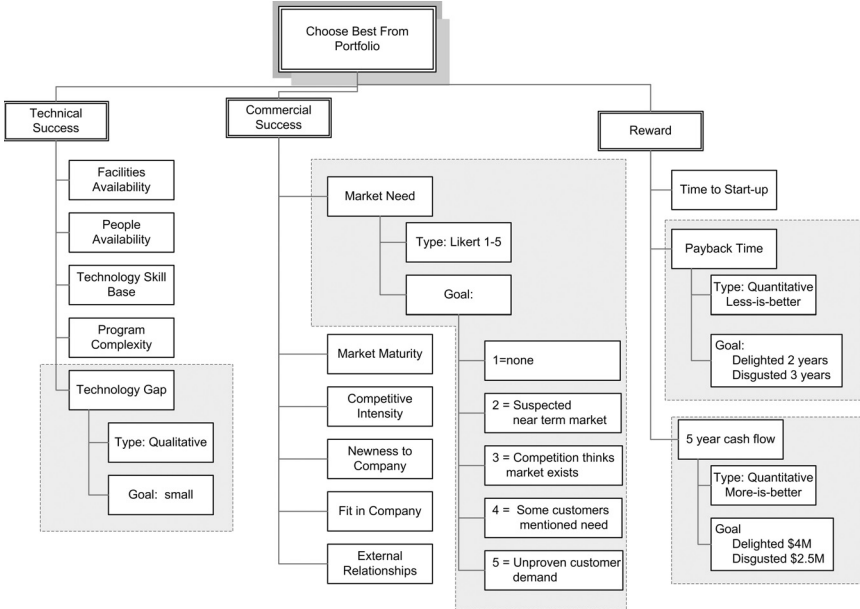 Choose Best From
Portfolio
Technical
Success
Facilities
Availability
People
Availability
Technology Skill
Base
Program
Complexity
Technology Gap
Type: Qualitative
Goal: small
Commercial
Success
Market Need
Type: Likert 1-5
Goal:
1=none
2 = Suspected
near term market
3 = Competition thinks
market exists
4 = Some customers
mentioned need
5 = Unproven customer
demand
Market Maturity
Competitive
Intensity
Newness to
Company
Fit in Company
External
Relationships
Reward
Time to Start-up
Payback Time
Type: Quantitative
Less-is-better
Goal:
Delighted 2 years
Disgusted 3 years
5 year cash flow
Type: Quantitative
More-is-better
Goal
Delighted $4M
Disgusted $2.5M